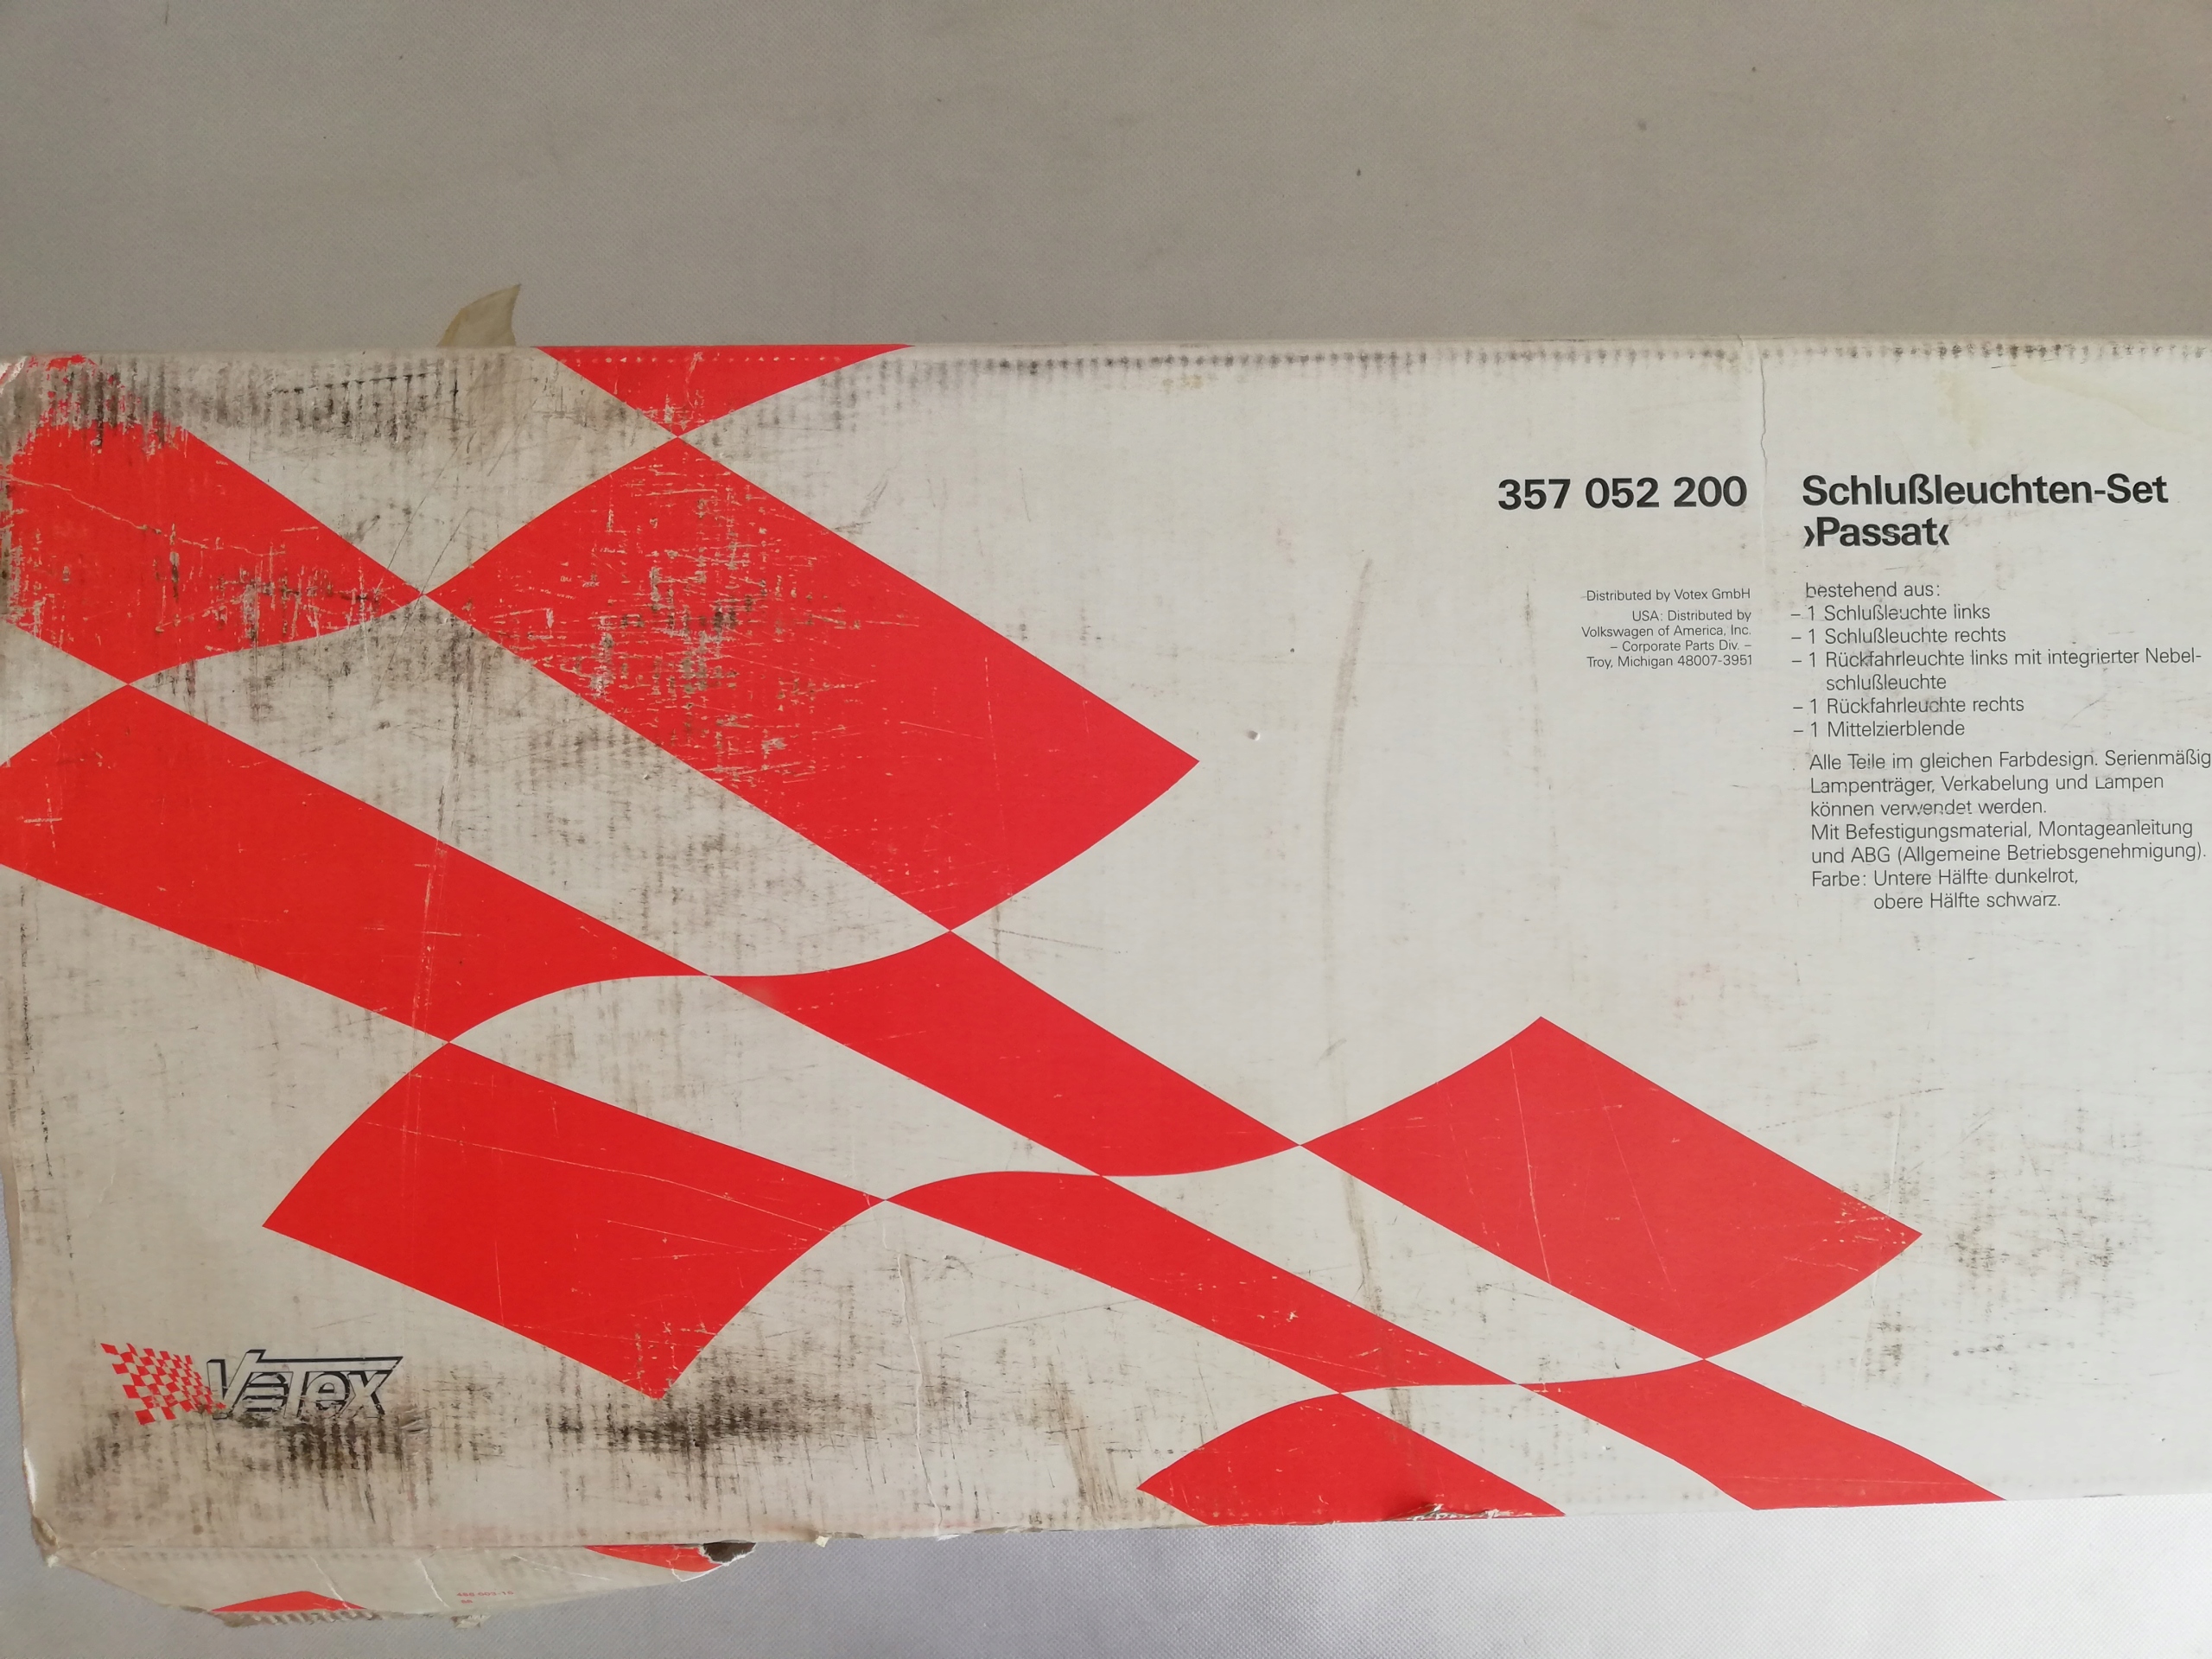 357 052 200
Distributed by Votex GmbH
USA: Distributed by
Volkswagen of America, Inc.
– Corporate Parts Div. –
Troy, Michigan 48007-3951
Schlußleuchten-Set
›Passat‹
bestehend aus:
– 1 Schlußleuchte links
– 1 Schlußleuchte rechts
– 1 Rückfahrleuchte links mit integrierter Nebel-
schlußleuchte
– 1 Rückfahrleuchte rechts
– 1 Mittelzierblende
Alle Teile im gleichen Farbdesign. Serienmäßig
Lampenträger, Verkabelung und Lampen
können verwendet werden.
Mit Befestigungsmaterial, Montageanleitung
und ABG (Allgemeine Betriebsgenehmigung).
Farbe: Untere Hälfte dunkelrot,
obere Hälfte schwarz.
Votex